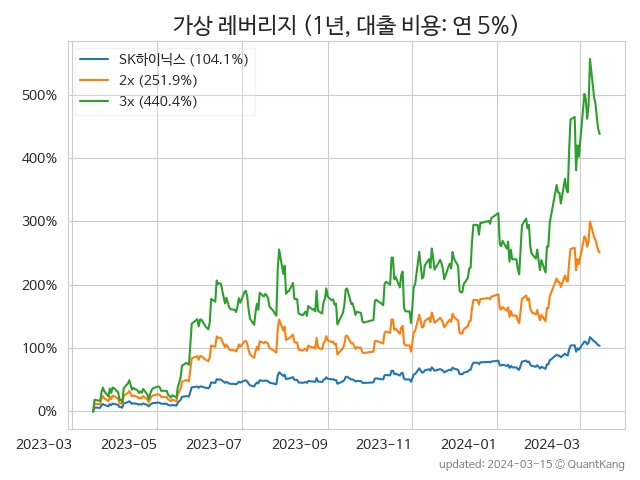 가상 레버리지 (1년, 대출 비용: 연 5%)
SK하이닉스 (104.1%)
2x (251.9%)
3x (440.4%)
500%
400%
300%
200%
100%
0%
2023-03 2023-05 2023-07 2023-09 2023-11 2024-01 2024-03
updated: 2024-03-15 © QuantKang